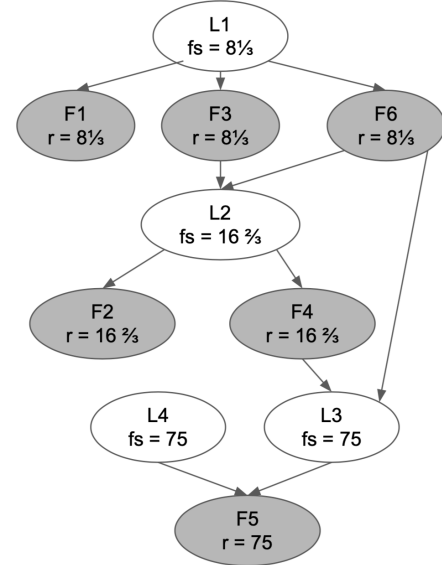 L1
fs = 8⅓
F1
r = 8⅓
F3
r = 8⅓
F6
r = 8⅓
L2
fs = 16 ⅔
F2
r = 16 ⅔
F4
r = 16 ⅔
L4
fs = 75
L3
fs = 75
F5
r = 75